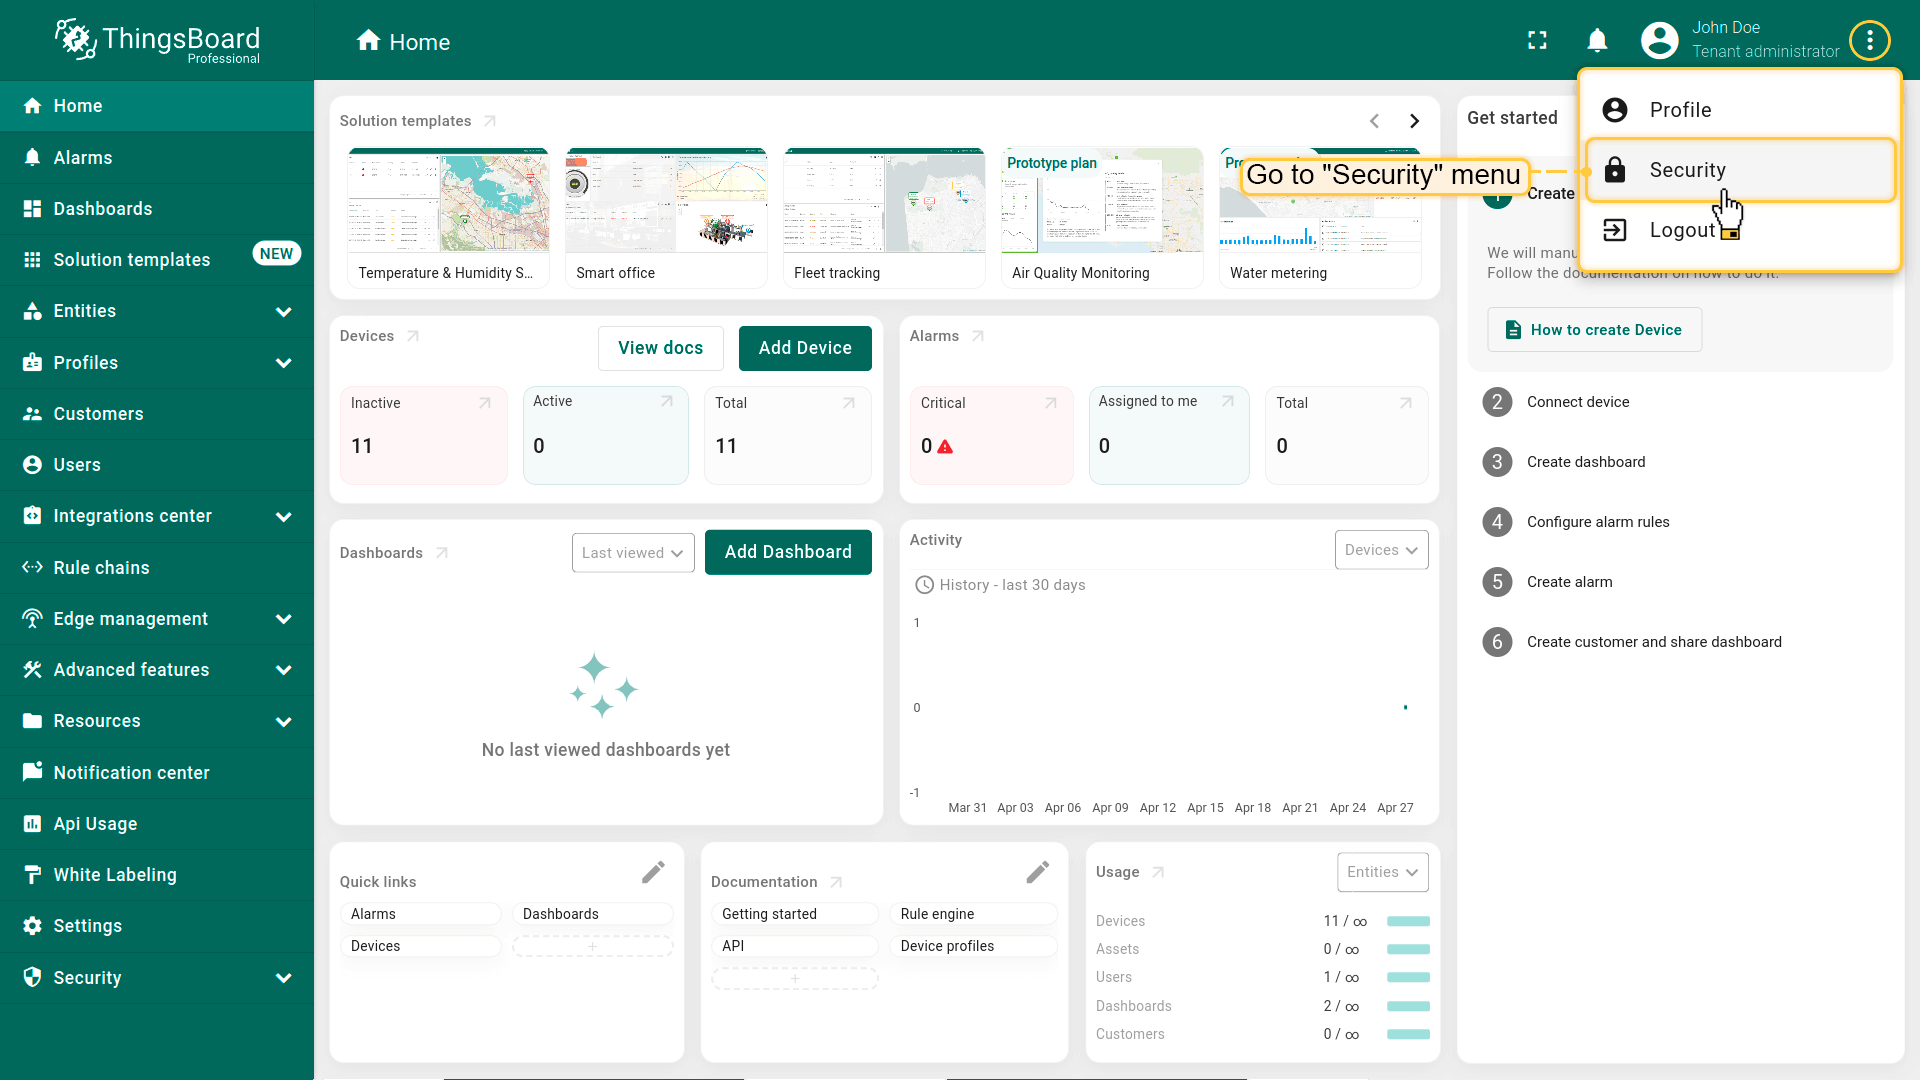 ThingsBoard
Professional
Home
John Doe
Tenant administrator
Home
Alarms
Dashboards
Solution templates
NEW
Entities
Profiles
Customers
Users
Integrations center
Rule chains
Edge management
Advanced features
Resources
Notification center
Api Usage
White Labeling
Settings
Security
Solution templates
Temperature & Humidity S...
Smart office
Fleet tracking
Prototype plan
Air Quality Monitoring
Water metering
Go to "Security" menu
Profile
Security
Logout
Get started
1
Create
We will manu
Follow the documentation on how to do it.
How to create Device
2
Connect device
3
Create dashboard
4
Configure alarm rules
5
Create alarm
6
Create customer and share dashboard
Devices
View docs
Add Device
Inactive
11
Active
0
Total
11
Alarms
Critical
0
Assigned to me
0
Total
0
Dashboards
Last viewed
Add Dashboard
No last viewed dashboards yet
Activity
Devices
History - last 30 days
1
0
-1
Mar 31 Apr 03 Apr 06 Apr 09 Apr 12 Apr 15 Apr 18 Apr 21 Apr 24 Apr 27
Quick links
Alarms
Dashboards
Devices
+
Documentation
Getting started
Rule engine
API
Device profiles
+
Usage
Entities
Devices 11 / ∞
Assets 0 / ∞
Users 1 / ∞
Dashboards 2 / ∞
Customers 0 / ∞